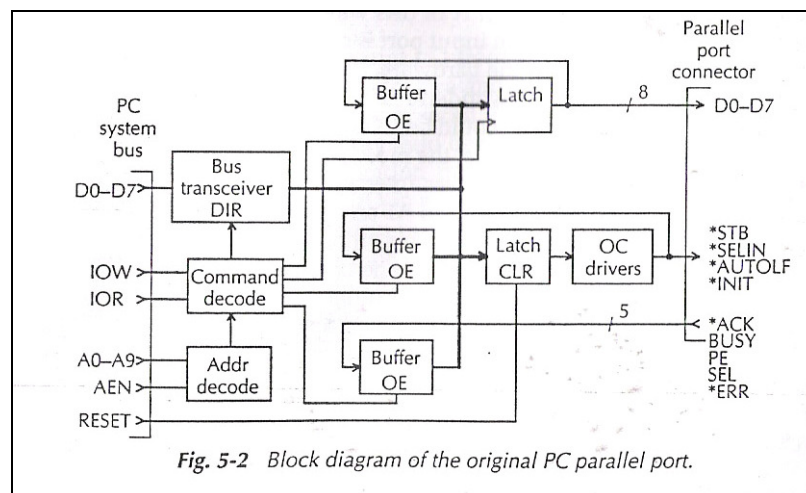 Parallel
port
connector
PC
system
bus
Buffer
OE
Latch
8
D0–D7
D0–D7
Bus
transceiver
DIR
IOW
IOR
Command
decode
Buffer
OE
Latch
CLR
OC
drivers
*STB
*SELIN
*AUTOLF
*INIT
A0–A9
AEN
Addr
decode
Buffer
OE
5
*ACK
BUSY
PE
SEL
*ERR
RESET
Fig. 5-2 Block diagram of the original PC parallel port.